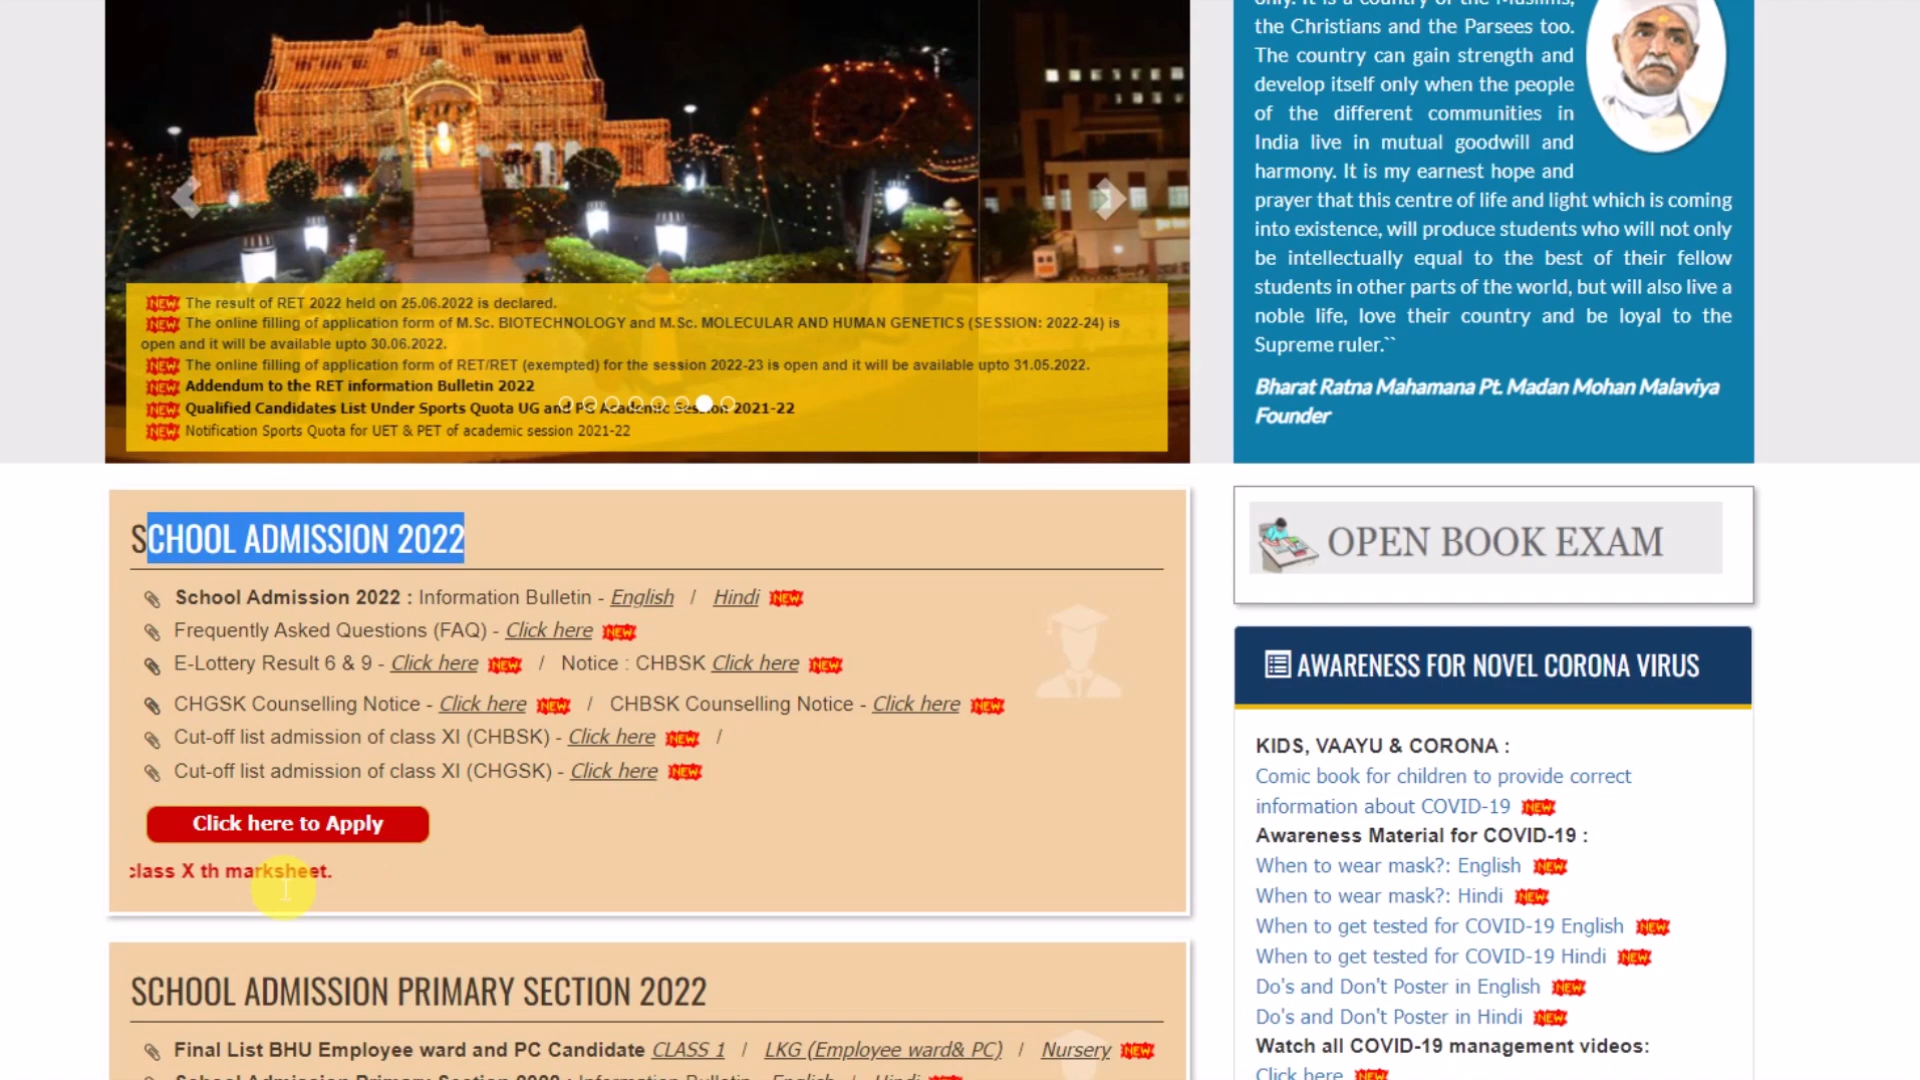 only. It is a country of the Muslims,
the Christians and the Parsees too.
The country can gain strength and
develop itself only when the people
of the different communities in
India live in mutual goodwill and
harmony. It is my earnest hope and
prayer that this centre of life and light which is coming
into existence, will produce students who will not only
be intellectually equal to the best of their fellow
students in other parts of the world, but will also live a
noble life, love their country and be loyal to the
Supreme ruler.``
Bharat Ratna Mahamana Pt. Madan Mohan Malaviya
Founder
NEW The result of RET 2022 held on 25.06.2022 is declared.
NEW The online filling of application form of M.Sc. BIOTECHNOLOGY and M.Sc. MOLECULAR AND HUMAN GENETICS (SESSION: 2022-24) is
open and it will be available upto 30.06.2022.
NEW The online filling of application form of RET/RET (exempted) for the session 2022-23 is open and it will be available upto 31.05.2022.
NEW Addendum to the RET information Bulletin 2022
NEW Qualified Candidates List Under Sports Quota UG and PG Academic Session 2021-22
NEW Notification Sports Quota for UET & PET of academic session 2021-22
SCHOOL ADMISSION 2022
School Admission 2022 : Information Bulletin - English / Hindi NEW
Frequently Asked Questions (FAQ) - Click here NEW
E-Lottery Result 6 & 9 - Click here NEW / Notice : CHBSK Click here NEW
CHGSK Counselling Notice - Click here NEW / CHBSK Counselling Notice - Click here NEW
Cut-off list admission of class XI (CHBSK) - Click here NEW /
Cut-off list admission of class XI (CHGSK) - Click here NEW
Click here to Apply
class X th marksheet.
SCHOOL ADMISSION PRIMARY SECTION 2022
Final List BHU Employee ward and PC Candidate CLASS 1 / LKG (Employee ward& PC) / Nursery NEW
School Admission Primary Section 2022 : Information Bulletin - English / Hindi NEW
OPEN BOOK EXAM
AWARENESS FOR NOVEL CORONA VIRUS
KIDS, VAAYU & CORONA :
Comic book for children to provide correct
information about COVID-19 NEW
Awareness Material for COVID-19 :
When to wear mask?: English NEW
When to wear mask?: Hindi NEW
When to get tested for COVID-19 English NEW
When to get tested for COVID-19 Hindi NEW
Do's and Don't Poster in English NEW
Do's and Don't Poster in Hindi NEW
Watch all COVID-19 management videos:
Click here NEW